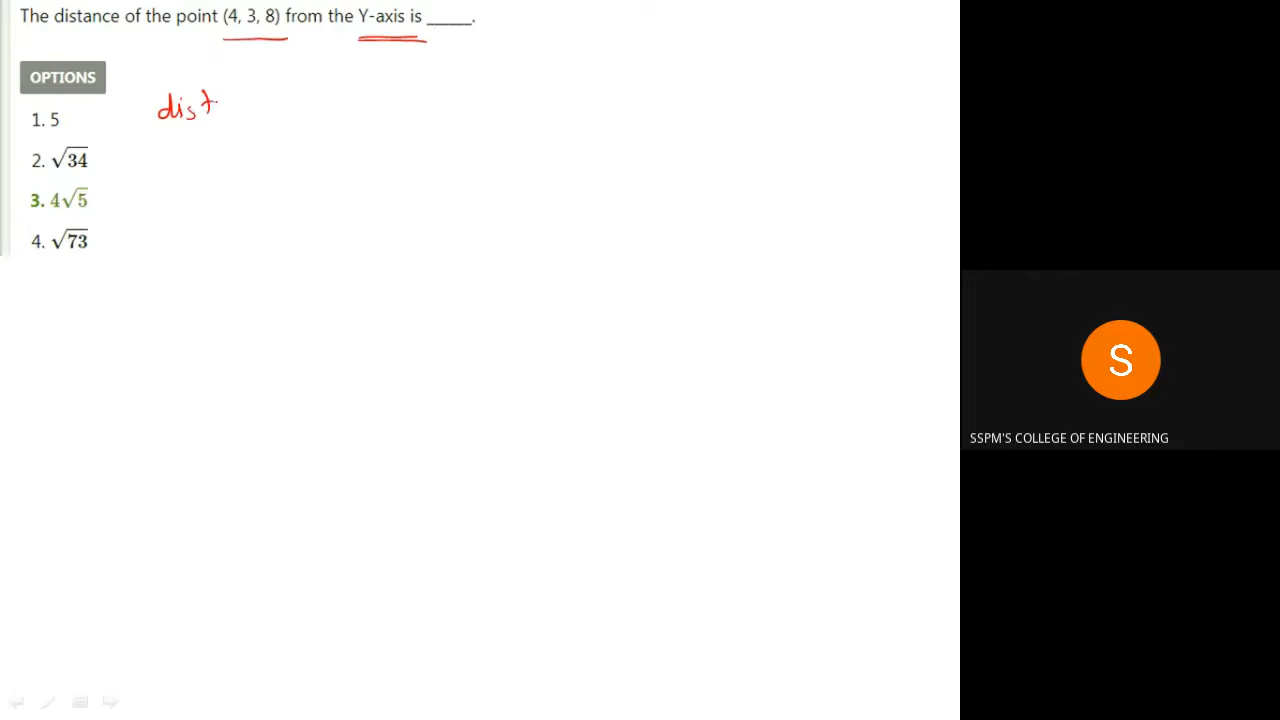 The distance of the point (4, 3, 8) from the Y-axis is _____.
OPTIONS
dist
1. 5
2. √34
3. 4√5
4. √73
S
SSPM'S COLLEGE OF ENGINEERING